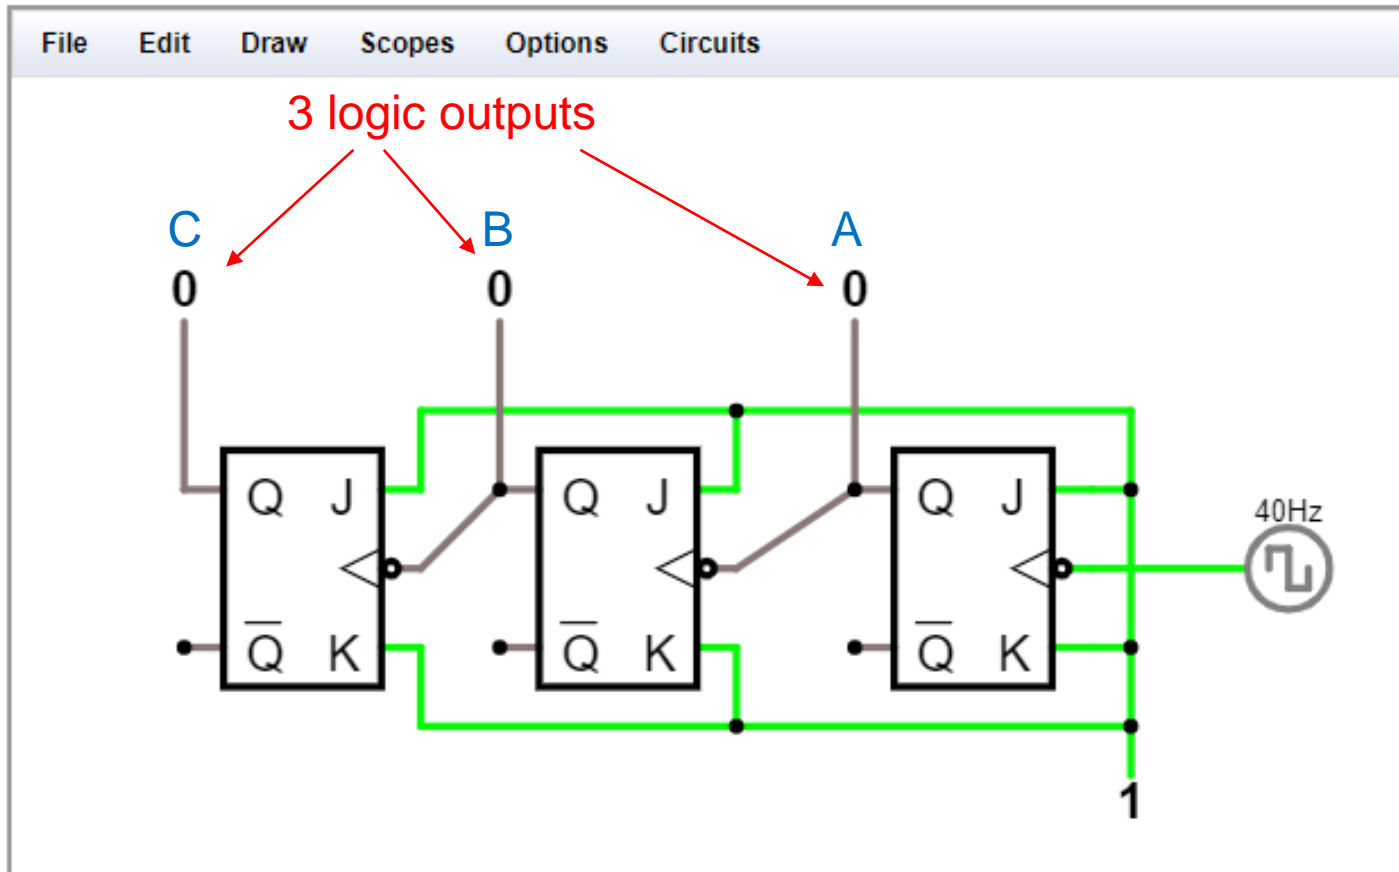 File Edit Draw Scopes Options Circuits
3 logic outputs
C B A
0 0 0
Q J Q J Q J
40Hz
Q K Q K Q K
1